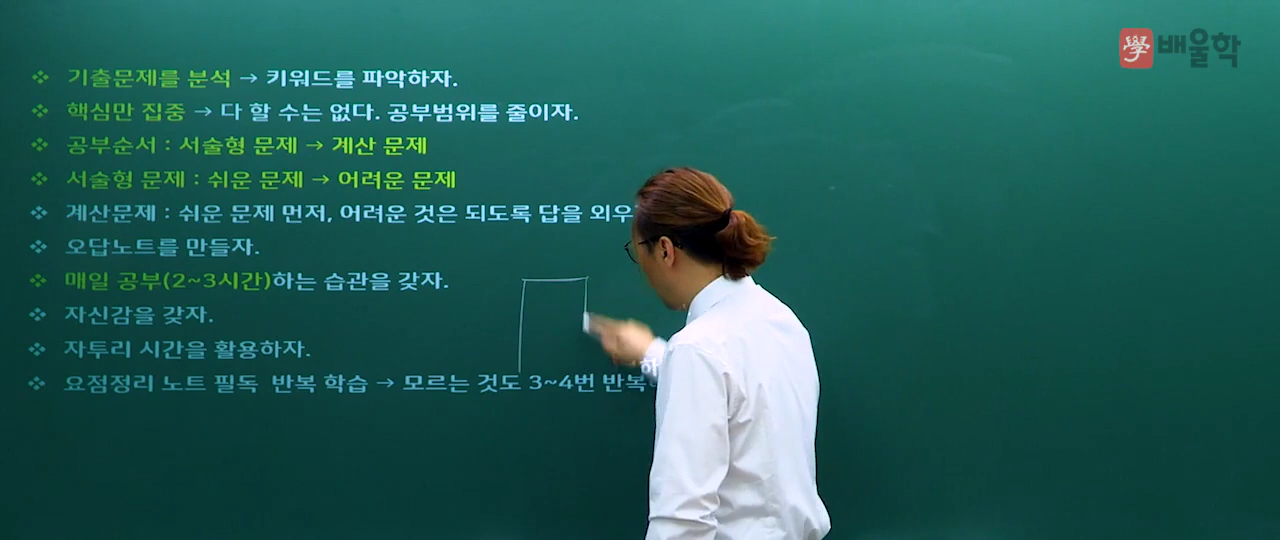 學 배울학
❖ 기출문제를 분석 → 키워드를 파악하자.
❖ 핵심만 집중 → 다 할 수는 없다. 공부범위를 줄이자.
❖ 공부순서 : 서술형 문제 → 계산 문제
❖ 서술형 문제 : 쉬운 문제 → 어려운 문제
❖ 계산문제 : 쉬운 문제 먼저, 어려운 것은 되도록 답을 외우
❖ 오답노트를 만들자.
❖ 매일 공부(2~3시간)하는 습관을 갖자.
❖ 자신감을 갖자.
❖ 자투리 시간을 활용하자.
❖ 요점정리 노트 필독 반복 학습 → 모르는 것도 3~4번 반복